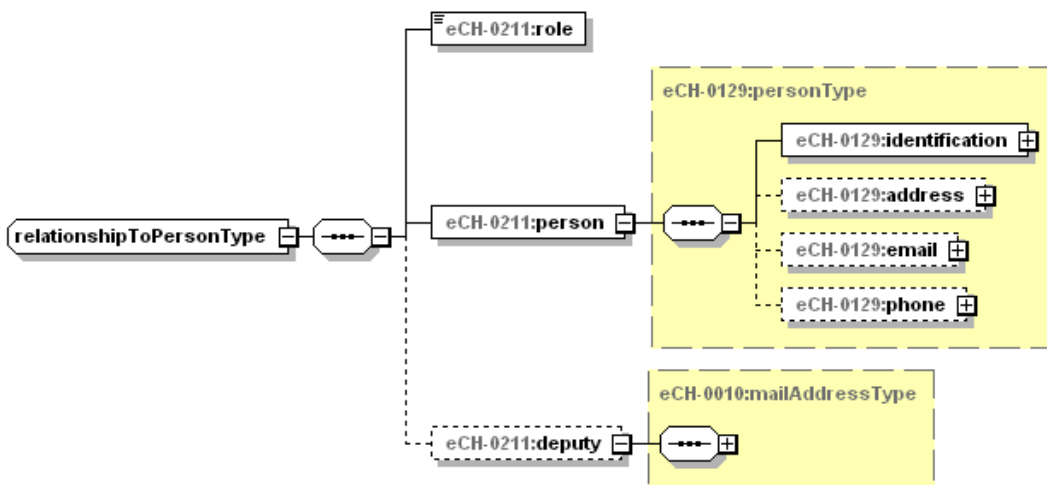 eCH-0211:role
eCH-0129:personType
eCH-0129:identification
eCH-0129:address
relationshipToPersonType
eCH-0211:person
eCH-0129:email
eCH-0129:phone
eCH-0010:mailAddressType
eCH-0211:deputy